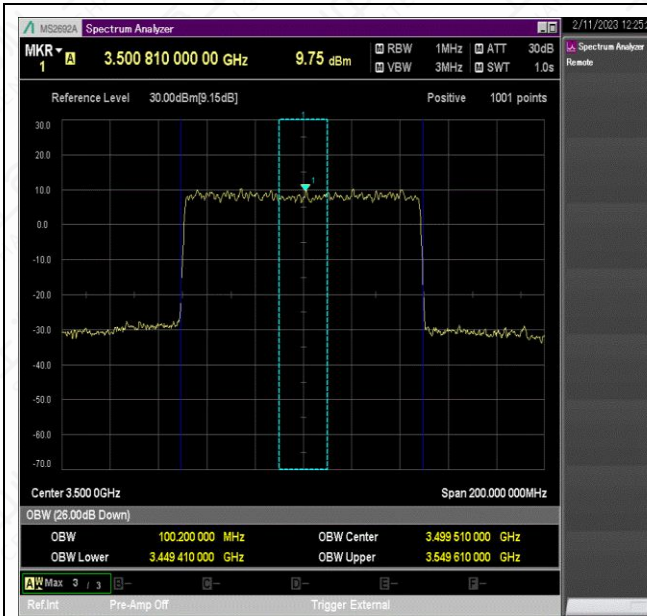 MS2692A Spectrum Analyzer
2/11/2023 12:25:
MKR 1 A 3.500 810 000 00 GHz 9.75 dBm
RBW 1MHz ATT 30dB
VBW 3MHz SWT 1.0s
Spectrum Analyzer
Remote
Reference Level 30.00dBm[9.15dB] Positive 1001 points
1
30.0
20.0
10.0
1
0.0
-10.0
-20.0
-30.0
-40.0
-50.0
-60.0
-70.0
Center 3.500 0GHz Span 200.000 000MHz
OBW (26.00dB Down)
OBW 100.200 000 MHz OBW Center 3.499 510 000 GHz
OBW Lower 3.449 410 000 GHz OBW Upper 3.549 610 000 GHz
A W Max 3 / 3 B- C- D- E- F-
Ref.Int Pre-Amp Off Trigger External